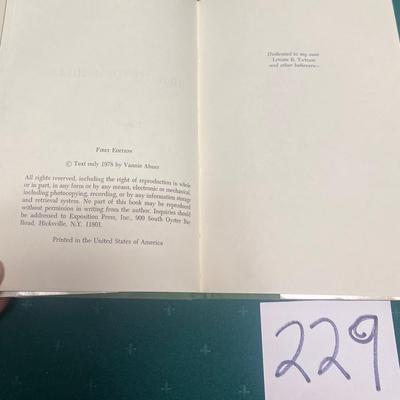 First Edition
© Text only 1978 by Vannie Abner
All rights reserved, including the right of reproduction in whole
or in part, in any form or by any means, electronic or mechanical,
including photocopying, recording, or by any information storage
and retrieval system. No part of this book may be reproduced
without permission in writing from the author. Inquiries should
be addressed to Exposition Press, Inc., 900 South Oyster Bay
Road, Hicksville, N.Y. 11801.
Printed in the United States of America
Dedicated to my aunt
Louise E. Taylor
and other believers—
229